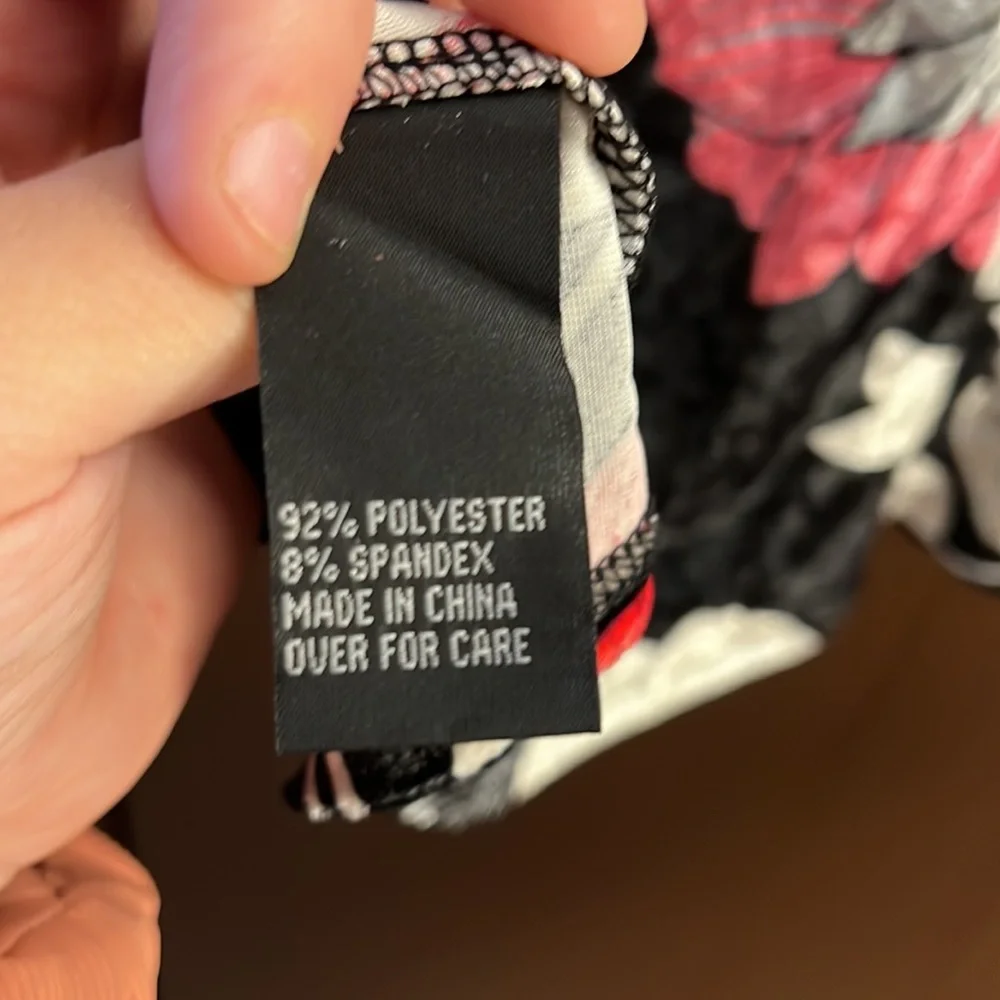 92% POLYESTER
8% SPANDEX
MADE IN CHINA
OVER FOR CARE